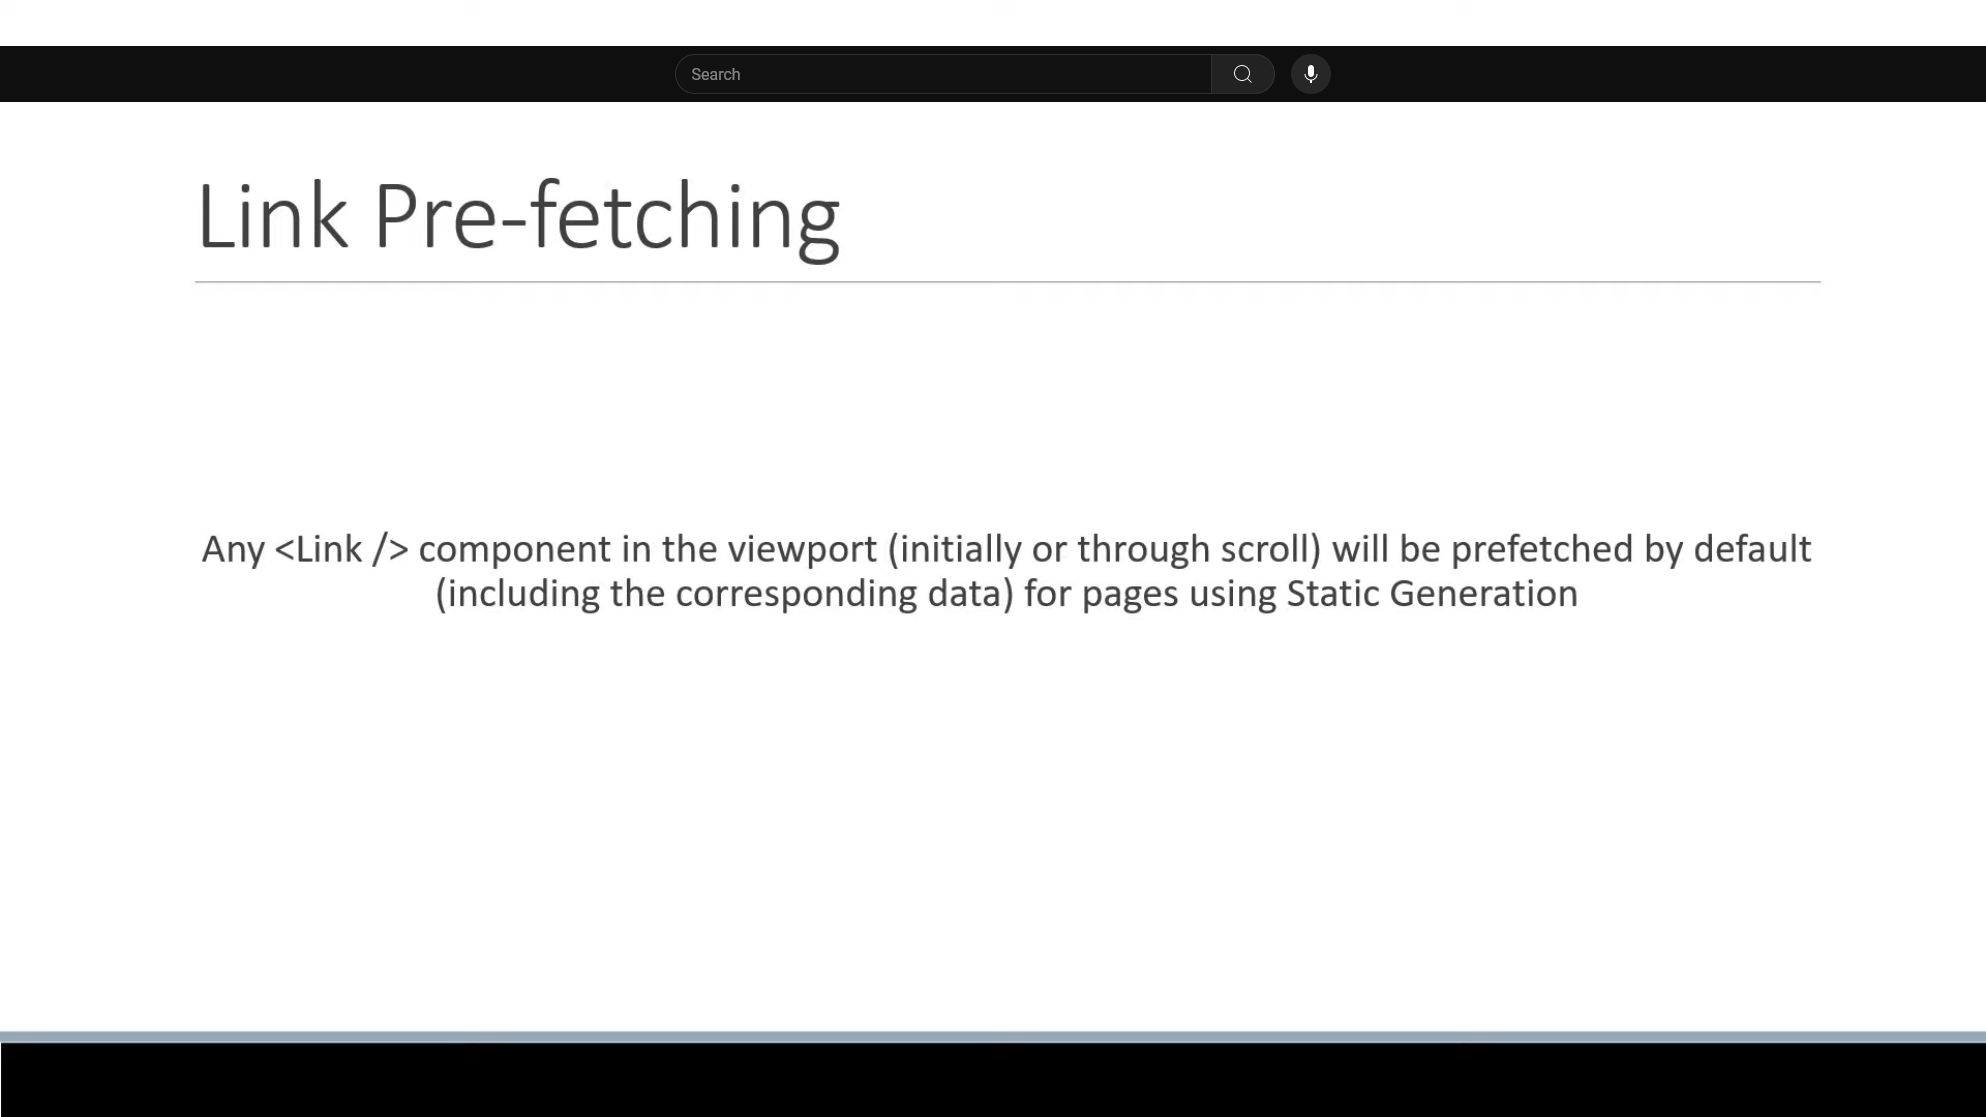 Search
Link Pre-fetching
Any <Link /> component in the viewport (initially or through scroll) will be prefetched by default
(including the corresponding data) for pages using Static Generation